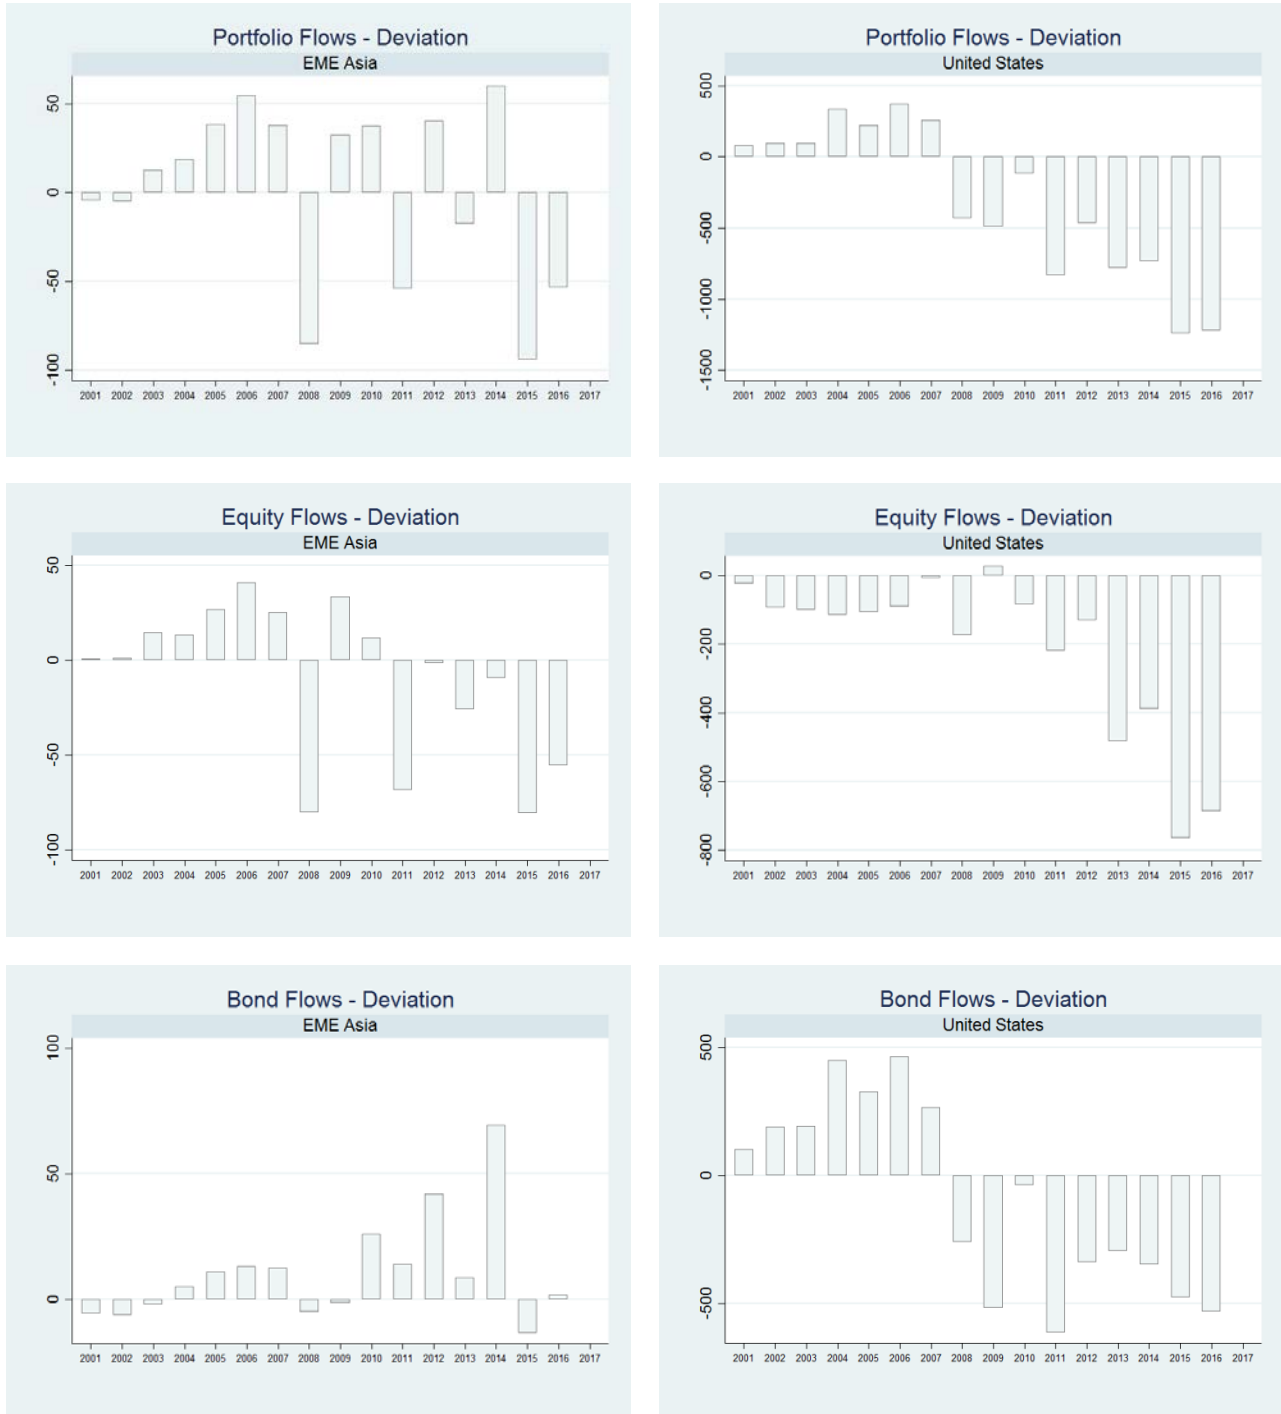 Portfolio Flows - Deviation
EME Asia
50
0
-50
-100
2001 2002 2003 2004 2005 2006 2007 2008 2009 2010 2011 2012 2013 2014 2015 2016 2017
Portfolio Flows - Deviation
United States
500
0
-500
-1000
-1500
2001 2002 2003 2004 2005 2006 2007 2008 2009 2010 2011 2012 2013 2014 2015 2016 2017
Equity Flows - Deviation
EME Asia
50
0
-50
-100
2001 2002 2003 2004 2005 2006 2007 2008 2009 2010 2011 2012 2013 2014 2015 2016 2017
Equity Flows - Deviation
United States
0
-200
-400
-600
-800
2001 2002 2003 2004 2005 2006 2007 2008 2009 2010 2011 2012 2013 2014 2015 2016 2017
Bond Flows - Deviation
EME Asia
100
50
0
2001 2002 2003 2004 2005 2006 2007 2008 2009 2010 2011 2012 2013 2014 2015 2016 2017
Bond Flows - Deviation
United States
500
0
-500
2001 2002 2003 2004 2005 2006 2007 2008 2009 2010 2011 2012 2013 2014 2015 2016 2017